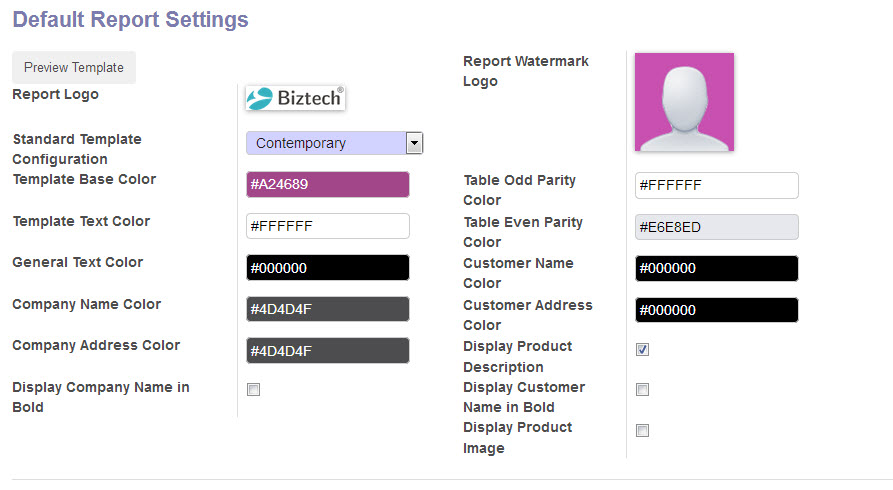 Default Report Settings
Preview Template
Report Logo
Biztech®
Standard Template
Configuration
Contemporary
Template Base Color
#A24689
Template Text Color
#FFFFFF
General Text Color
#000000
Company Name Color
#4D4D4F
Company Address Color
#4D4D4F
Display Company Name in
Bold
Report Watermark
Logo
Table Odd Parity
Color
#FFFFFF
Table Even Parity
Color
#E6E8ED
Customer Name
Color
#000000
Customer Address
Color
#000000
Display Product
Description
Display Customer
Name in Bold
Display Product
Image